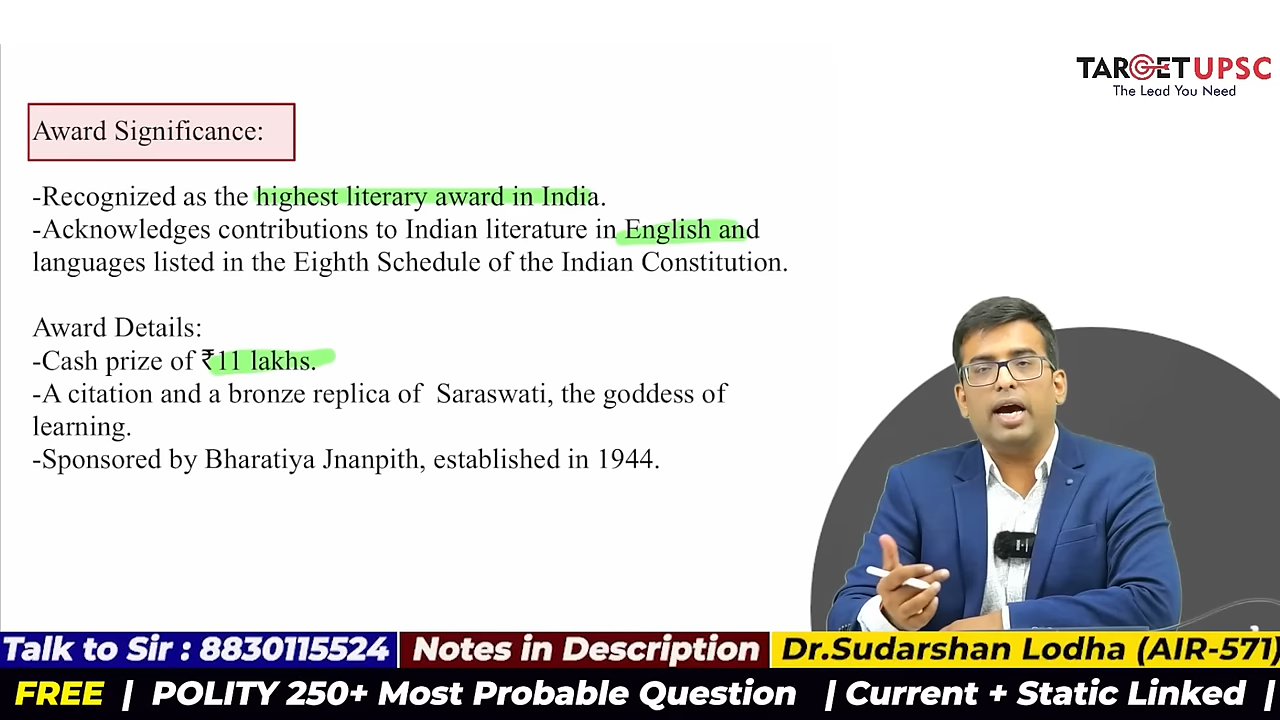 TARGETUPSC
The Lead You Need
Award Significance:
-Recognized as the highest literary award in India.
-Acknowledges contributions to Indian literature in English and
languages listed in the Eighth Schedule of the Indian Constitution.
Award Details:
-Cash prize of ₹11 lakhs.
-A citation and a bronze replica of  Saraswati, the goddess of
learning.
-Sponsored by Bharatiya Jnanpith, established in 1944.
Talk to Sir : 8830115524 Notes in Description Dr.Sudarshan Lodha (AIR-571)
FREE | POLITY 250+ Most Probable Question | Current + Static Linked |